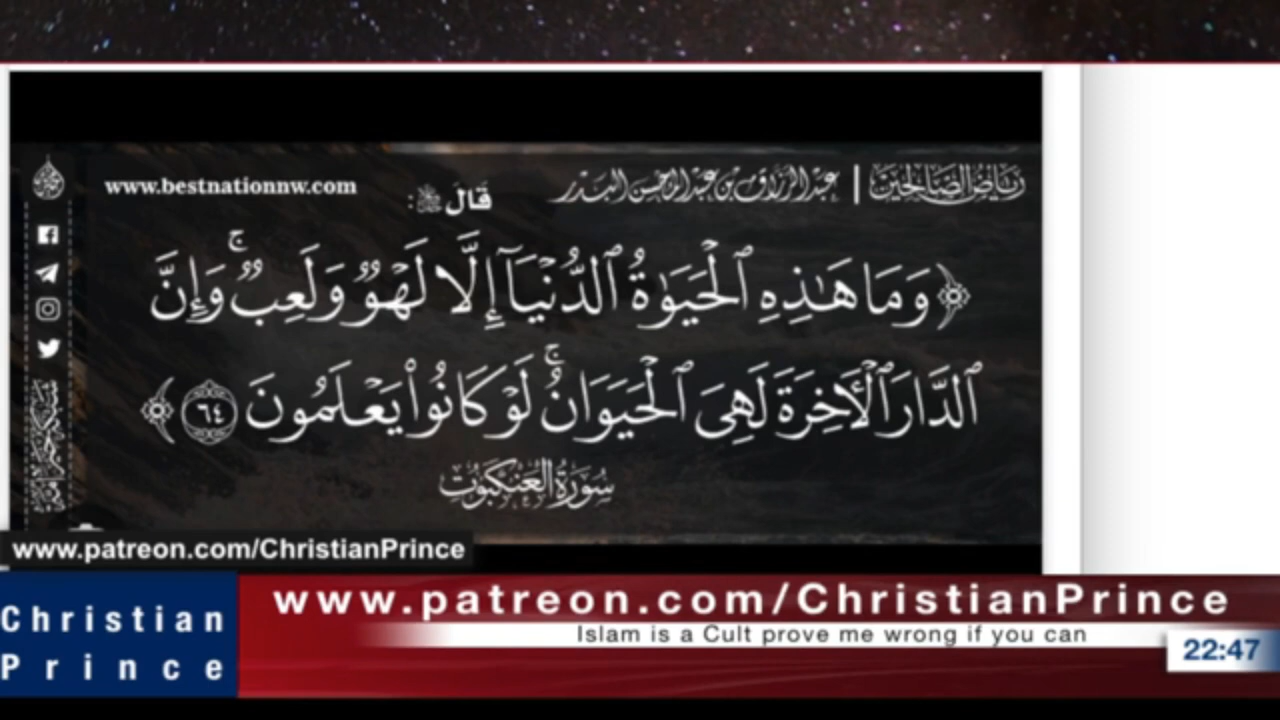 www.bestnationnw.com
رياض الصالحين | عبد الرزاق بن عبد المحسن البدر
قَالَ ﷻ:
﴿وَمَا هَـٰذِهِ ٱلْحَيَوٰةُ ٱلدُّنْيَآ إِلَّا لَهْوٌ وَلَعِبٌ ۚ وَإِنَّ
ٱلدَّارَ ٱلْـَٔاخِرَةَ لَهِىَ ٱلْحَيَوَانُ ۚ لَوْ كَانُوا۟ يَعْلَمُونَ ٦٤﴾
سُورَةُ العَنكَبُوتِ
www.patreon.com/ChristianPrince
Christian
Prince
www.patreon.com/ChristianPrince
Islam is a Cult prove me wrong if you can
22:47